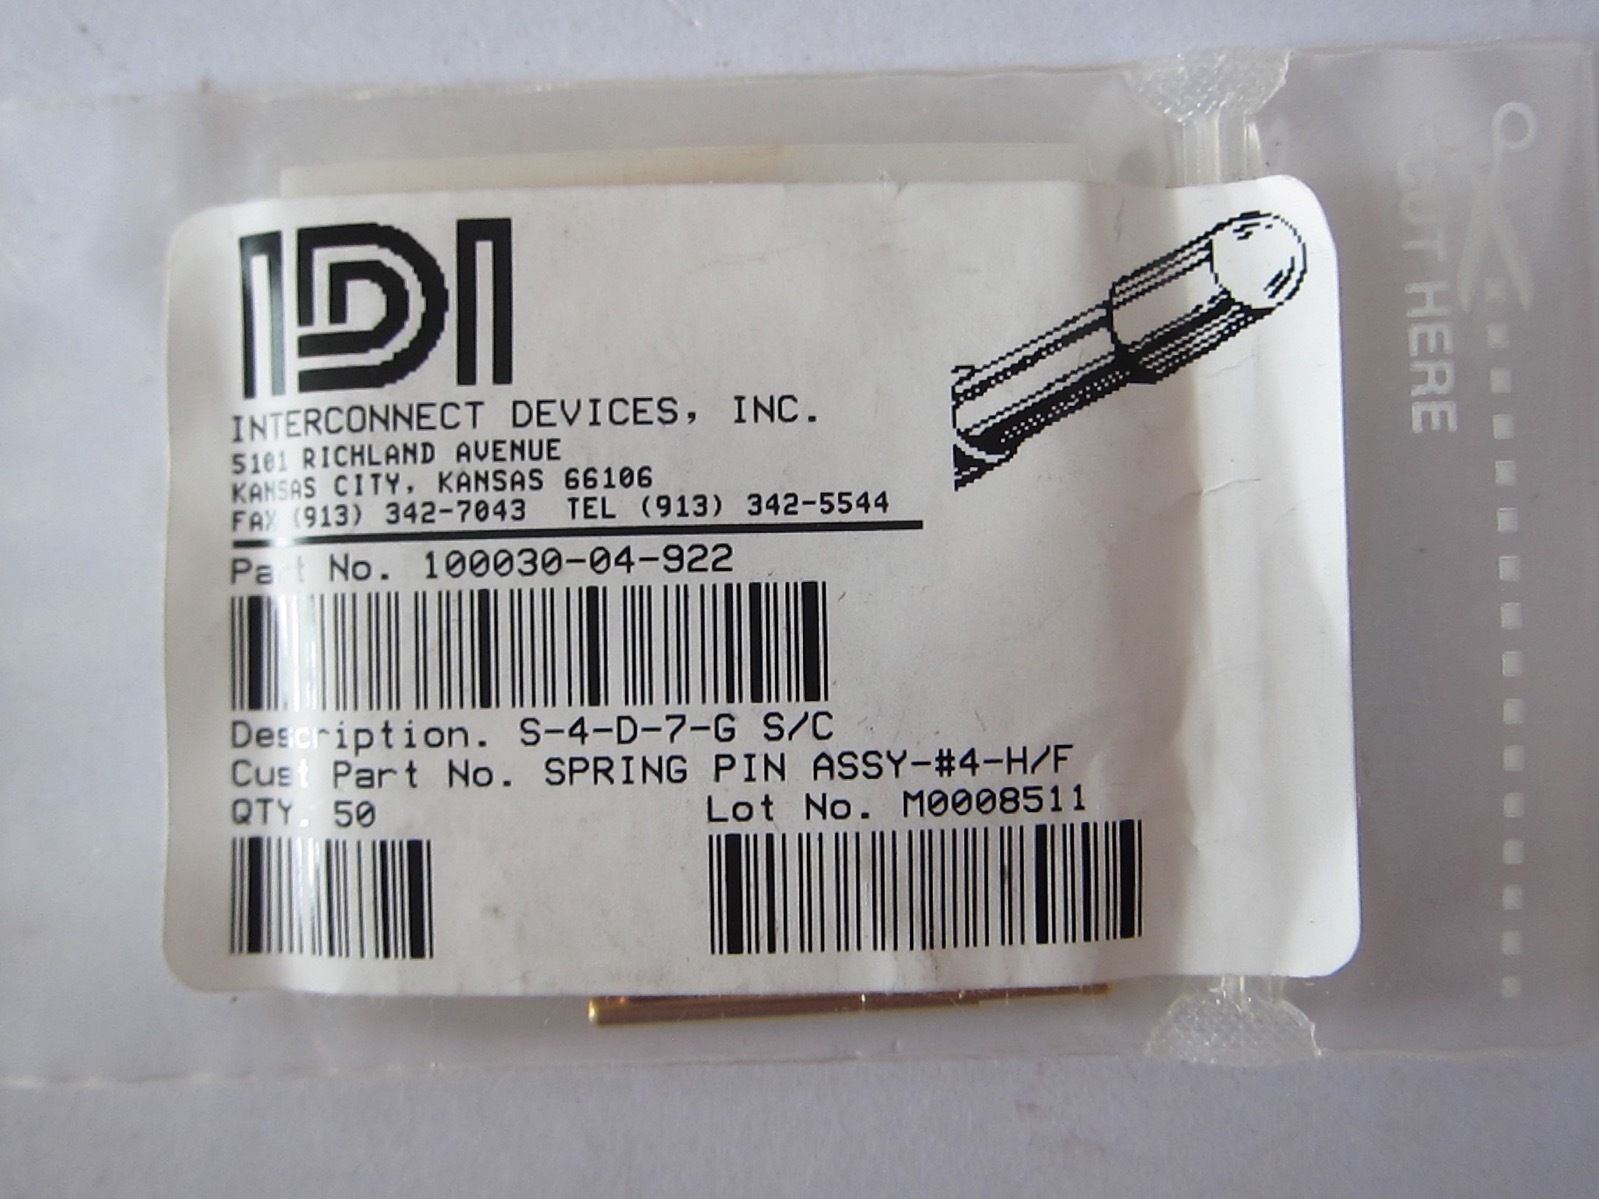 IDI
INTERCONNECT DEVICES, INC.
5101 RICHLAND AVENUE
KANSAS CITY, KANSAS 66106
FAX (913) 342-7043 TEL (913) 342-5544
Part No. 100030-04-922
Description. S-4-D-7-G S/C
Cust Part No. SPRING PIN ASSY-#4-H/F
QTY. 50 Lot No. M0008511
CUT HERE